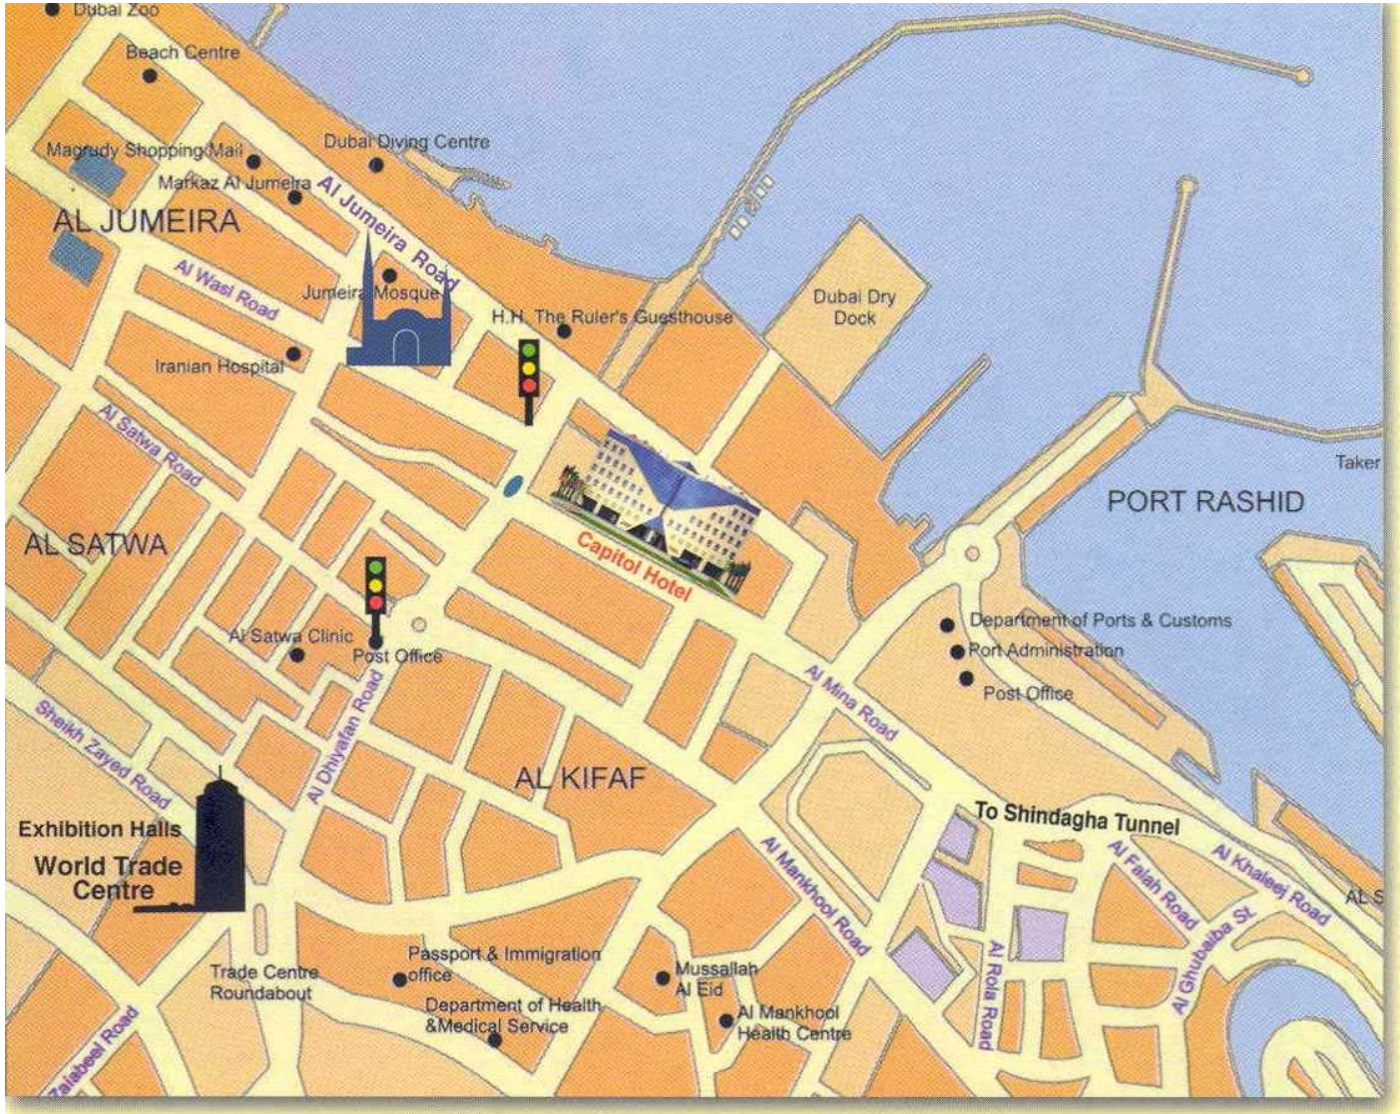 Dubai Zoo
Beach Centre
Dubai Diving Centre
Magrudy Shopping Mall
Markaz Al Jumeira
Al Jumeira Road
AL JUMEIRA
Al Wasl Road
Jumeira Mosque
H.H. The Ruler's Guesthouse
Dubai Dry
Dock
Iranian Hospital
Al Satwa Road
Taker
PORT RASHID
AL SATWA
Capitol Hotel
Department of Ports & Customs
Port Administration
Post Office
Al Satwa Clinic
Post Office
Al Mina Road
Sheikh Zayed Road
Al Dhiyafan Road
AL KIFAF
To Shindagha Tunnel
Exhibition Halls
World Trade
Centre
Al Mankhool Road
Al Falah Road
Al Khaleej Road
AL S
Al Ghubaiba St.
Al Rola Road
Passport & Immigration
office
Trade Centre
Roundabout
Mussallah
Al Eid
Department of Health
&Medical Service
Al Mankhool
Health Centre
Zalabeel Road